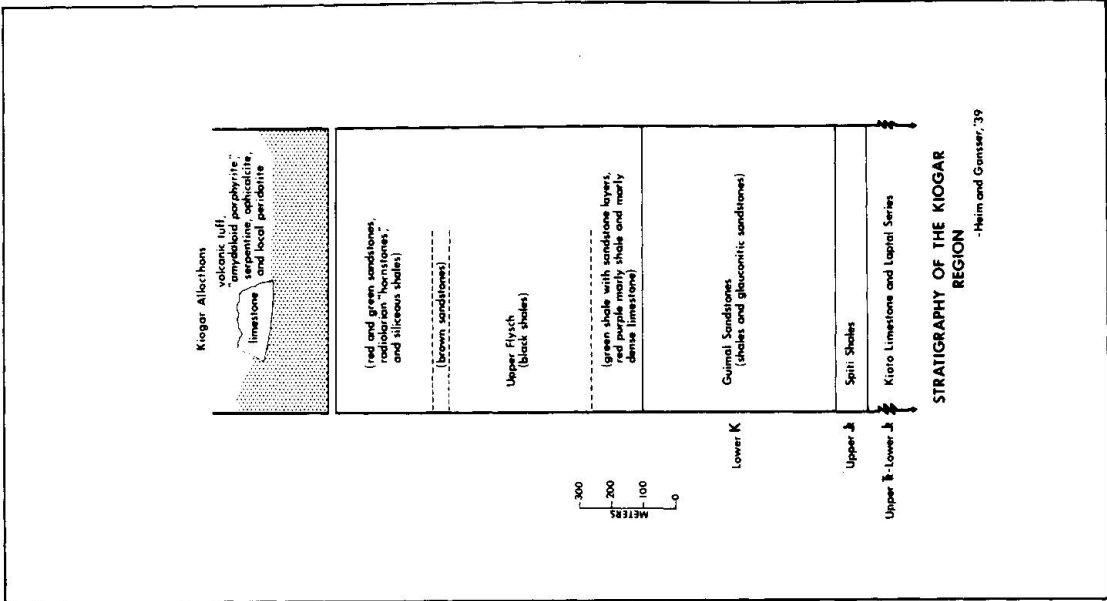 Kiogar Allocthons
volcanic tuff,
"amydaloid porphyrite",
serpentine, ophicalcite,
and local peridotite
limestone
(red and green sandstones,
radiolarian "hornstones",
and siliceous shales)
(brown sandstones)
Upper Flysch
(black shales)
(green shale with sandstone layers,
red purple marly shale and marly
dense limestone)
Guimal Sandstones
(shales and glauconitic sandstones)
Spiti Shales
Kioto Limestone and Laptal Series
Lower K
Upper Jr
Upper Tr-Lower Jr
300
200
100
0
METERS
STRATIGRAPHY OF THE KIOGAR
REGION
-Heim and Gansser, '39